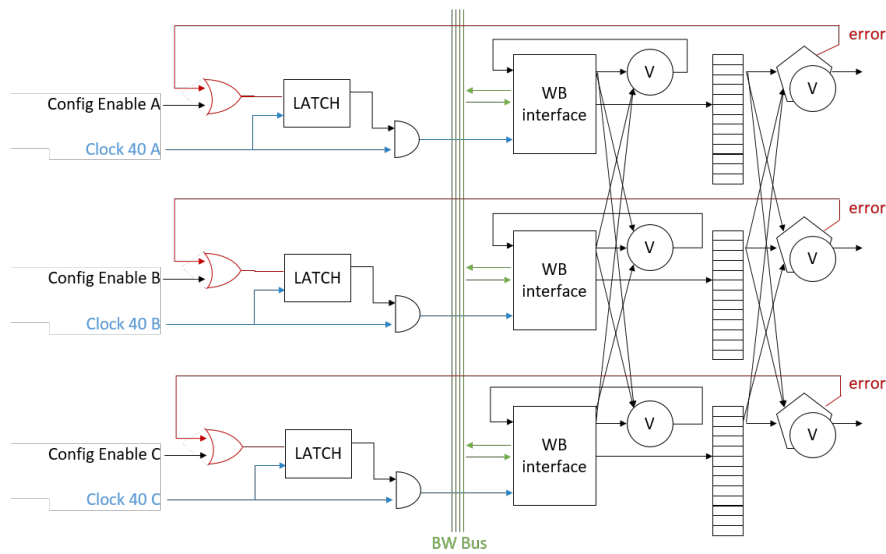 error
Config Enable A
LATCH
Clock 40 A
WB
interface
V
V
error
Config Enable B
LATCH
Clock 40 B
WB
interface
V
V
error
Config Enable C
LATCH
Clock 40 C
WB
interface
V
V
BW Bus